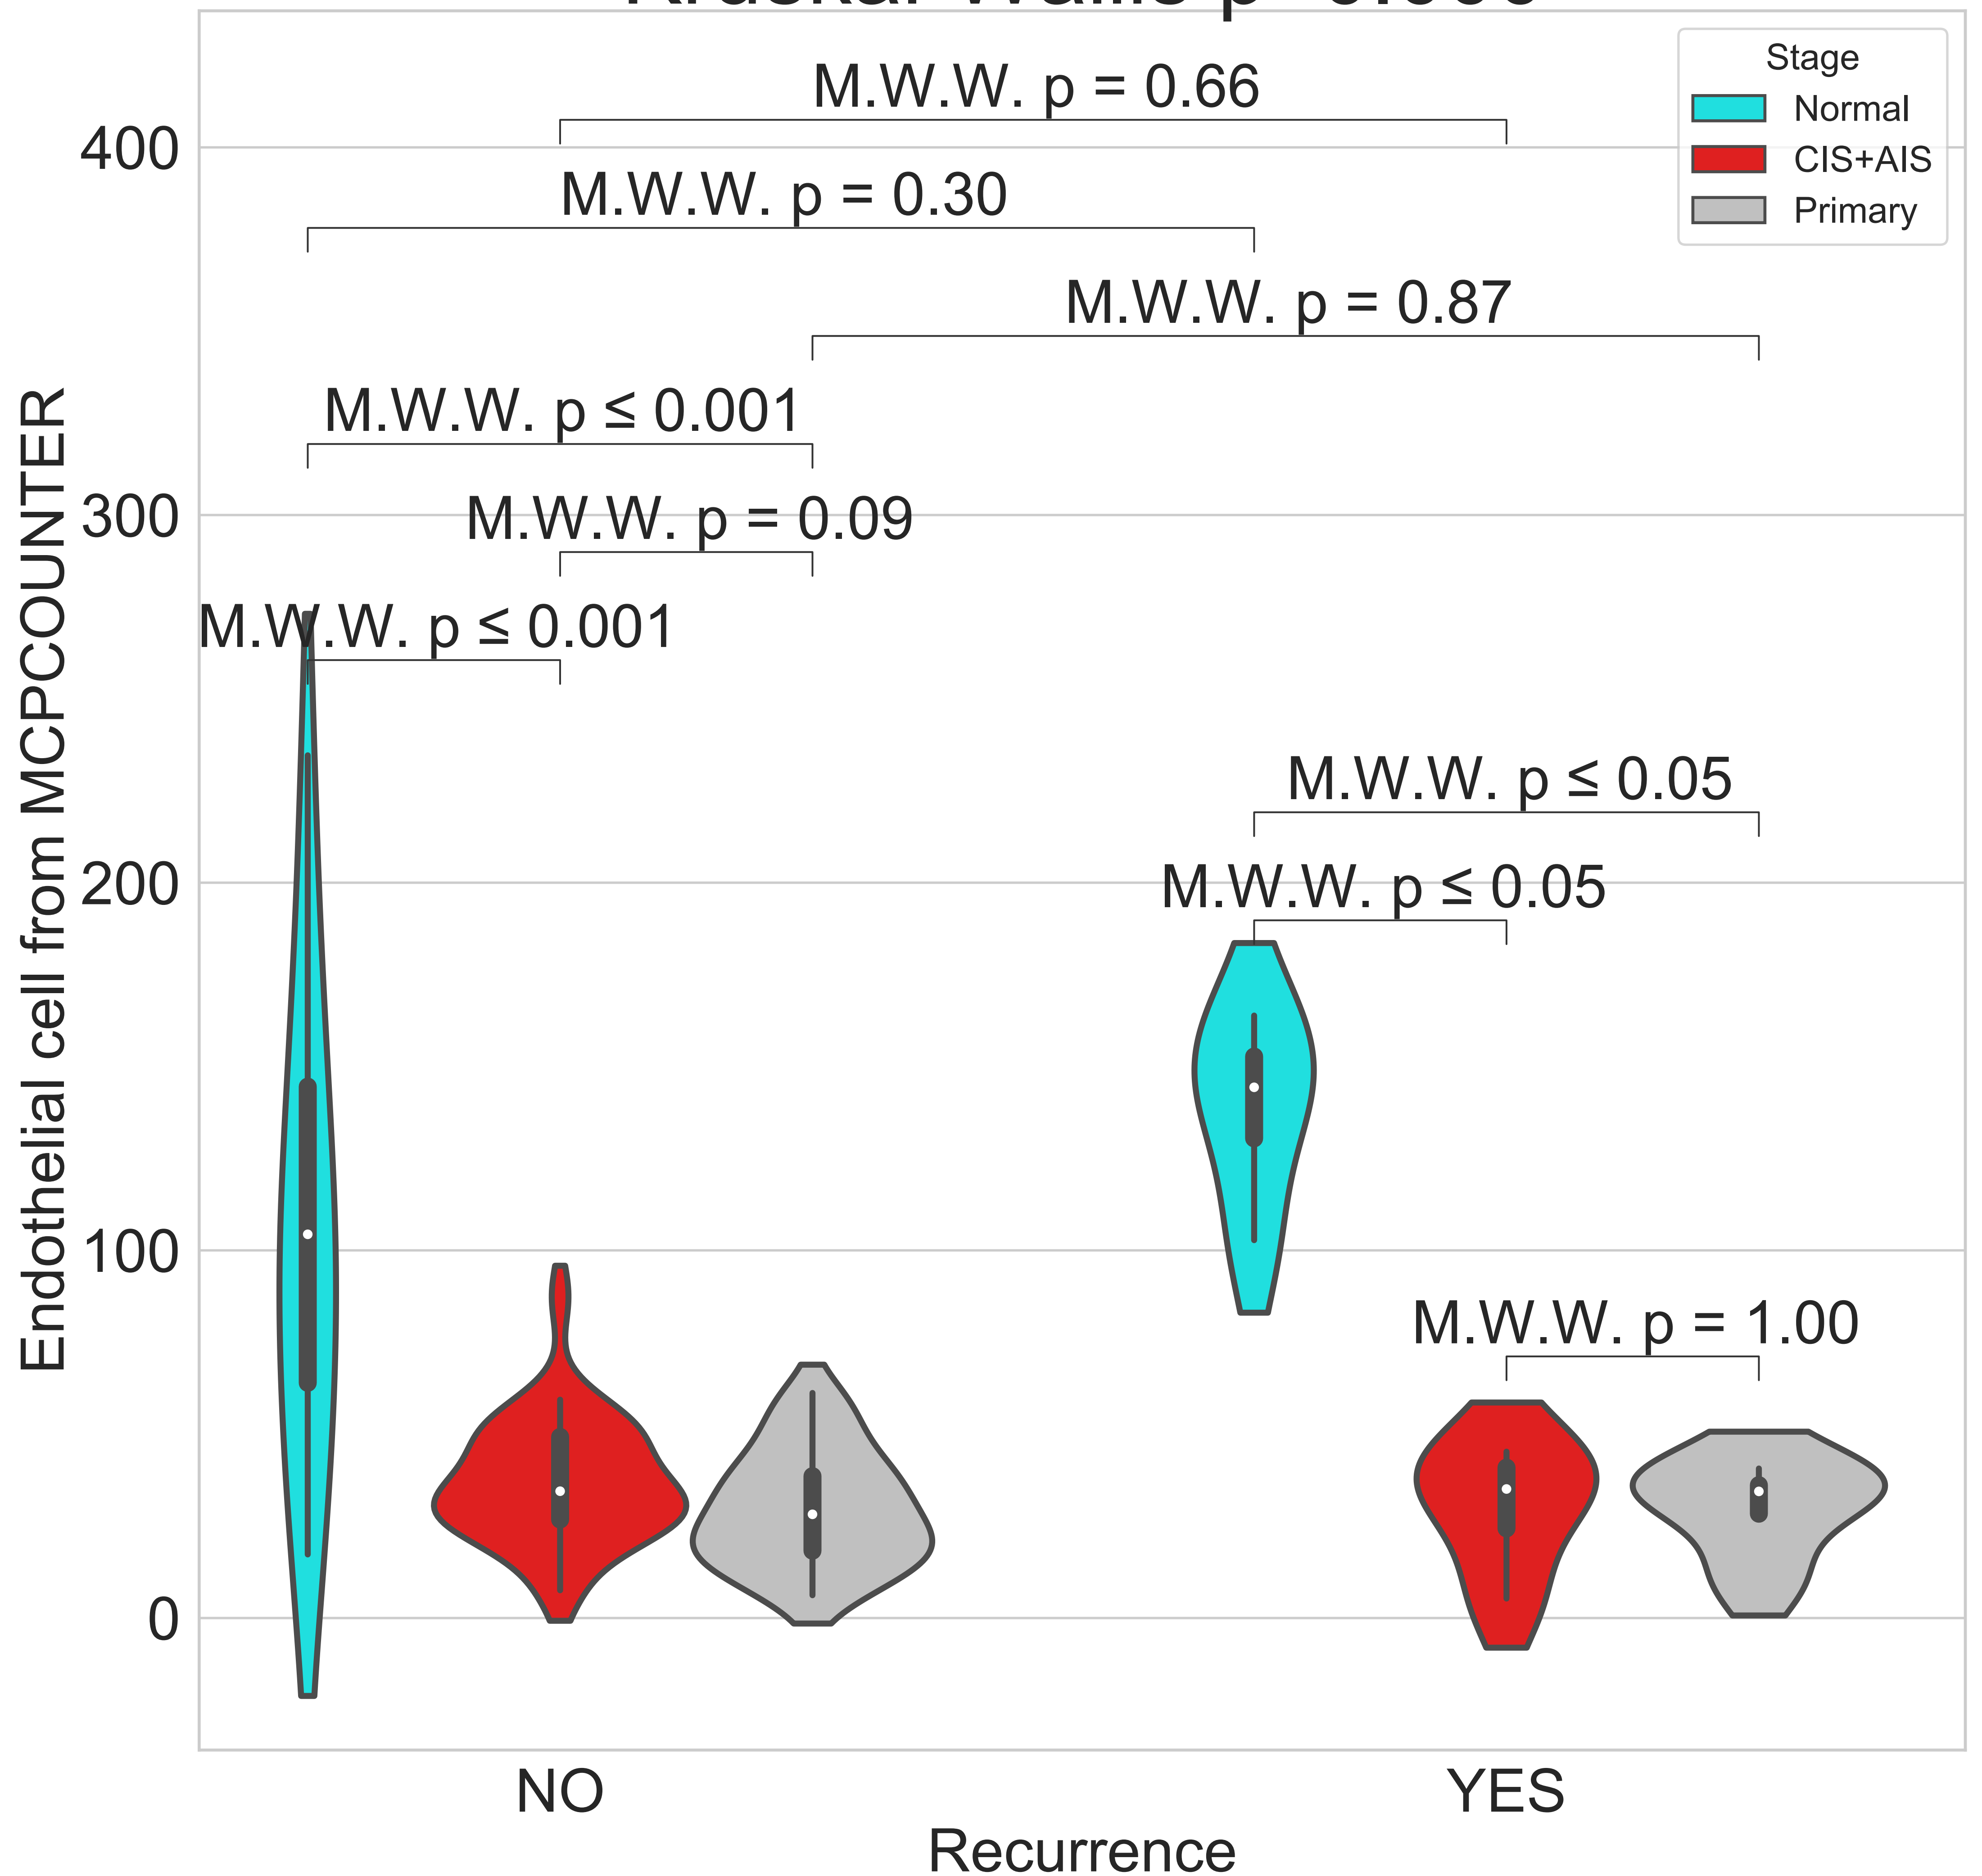 Stage
Normal
CIS+AIS
Primary
M.W.W. p = 0.66
M.W.W. p = 0.30
M.W.W. p = 0.87
M.W.W. p ≤ 0.001
M.W.W. p = 0.09
M.W.W. p ≤ 0.001
M.W.W. p ≤ 0.05
M.W.W. p ≤ 0.05
M.W.W. p = 1.00
400
300
200
100
0
Endothelial cell from MCPCOUNTER
NO
YES
Recurrence